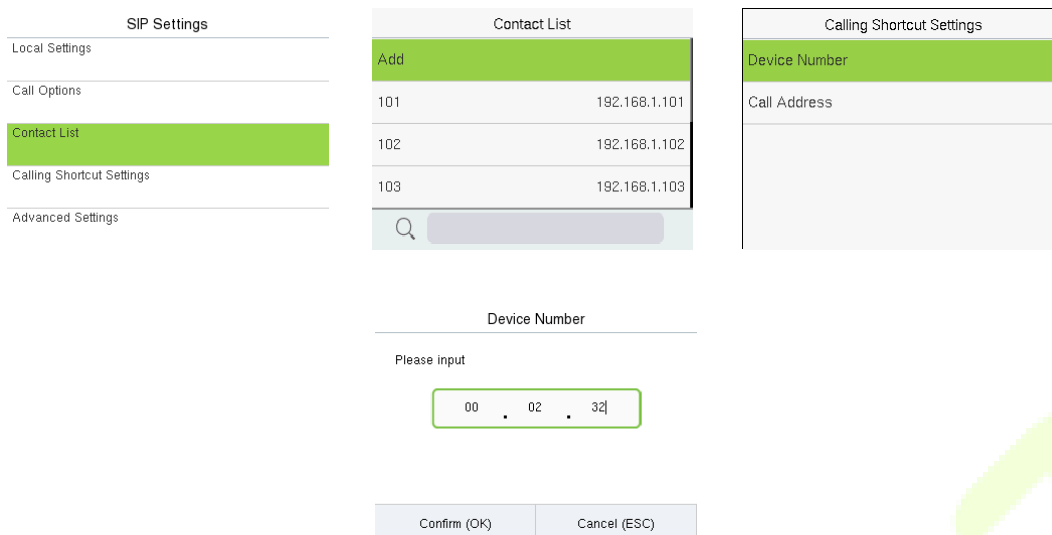 SIP Settings
Local Settings
Call Options
Contact List
Calling Shortcut Settings
Advanced Settings
Contact List
Add
101 192.168.1.101
102 192.168.1.102
103 192.168.1.103
Calling Shortcut Settings
Device Number
Call Address
Device Number
Please input
00 . 02 . 32
Confirm (OK) Cancel (ESC)